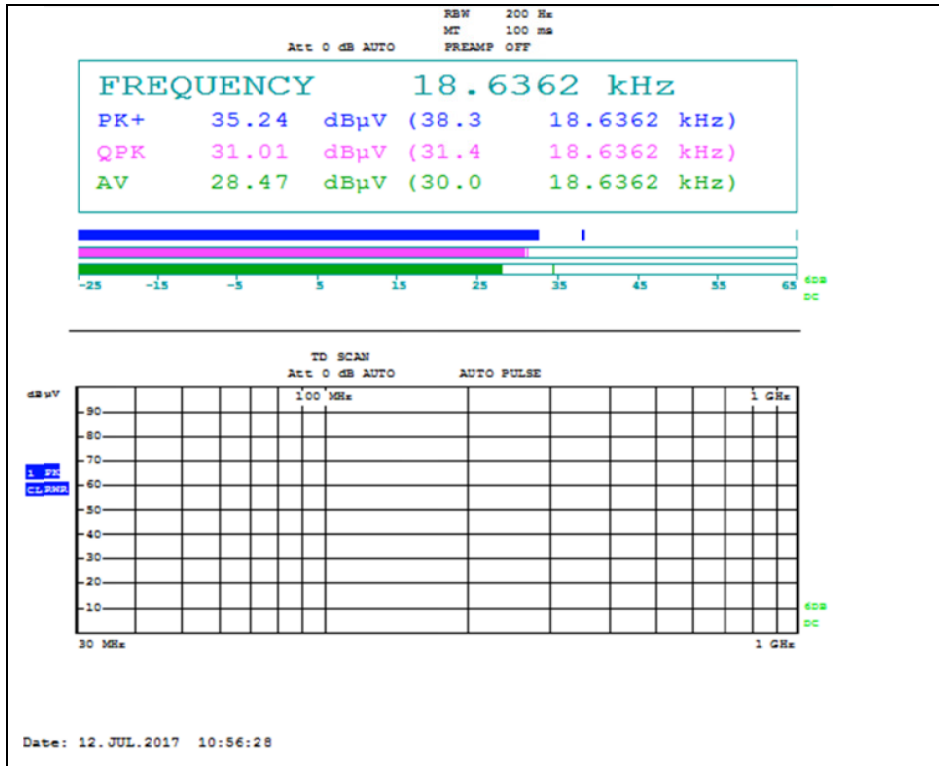 RBW 200 Hz
MT 100 ms
Att 0 dB AUTO PREAMP OFF
FREQUENCY 18.6362 kHz
PK+ 35.24 dBµV (38.3 18.6362 kHz)
QPK 31.01 dBµV (31.4 18.6362 kHz)
AV 28.47 dBµV (30.0 18.6362 kHz)
-25 -15 -5 5 15 25 35 45 55 65
6DB
DC
TD SCAN
Att 0 dB AUTO AUTO PULSE
dBµV
100 MHz 1 GHz
90
80
70
1 PK
60
CLRWR
50
40
30
20
10
6DB
DC
30 MHz 1 GHz
Date: 12.JUL.2017 10:56:28